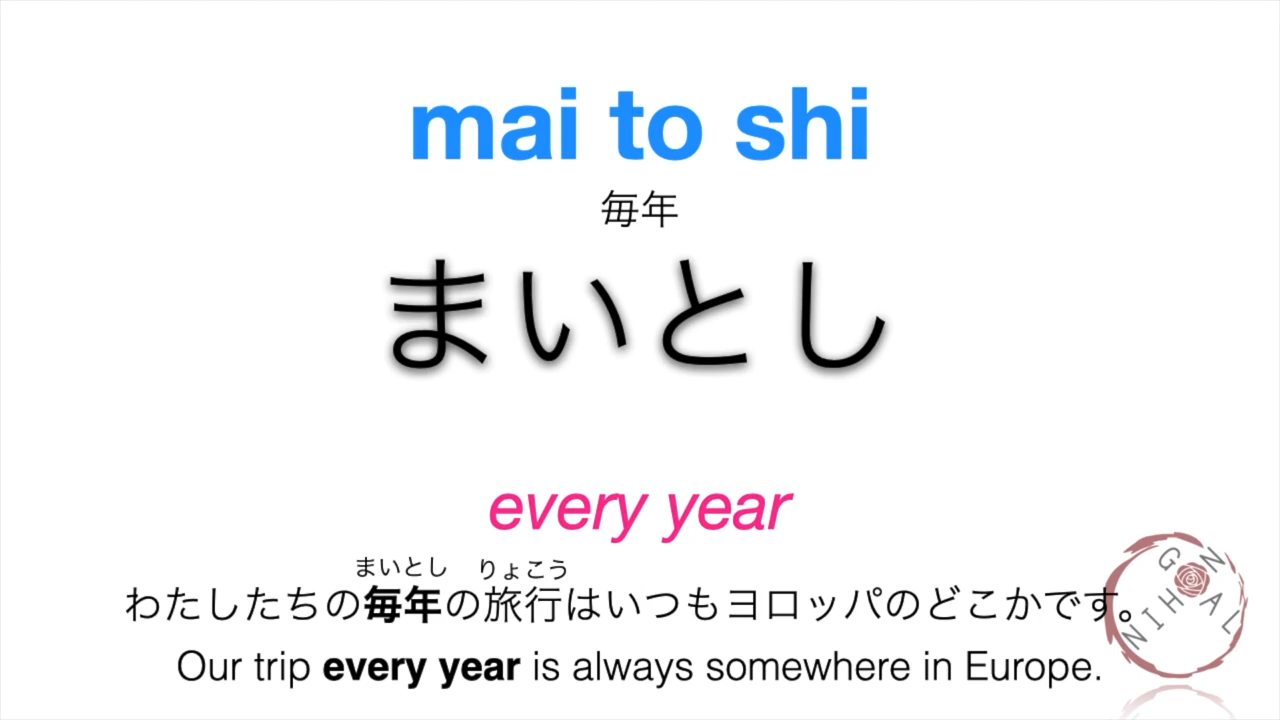 mai to shi
毎年
まいとし
every year
まいとし りょこう
わたしたちの毎年の旅行はいつもヨロッパのどこかです。
Our trip every year is always somewhere in Europe.
NIHON GAL